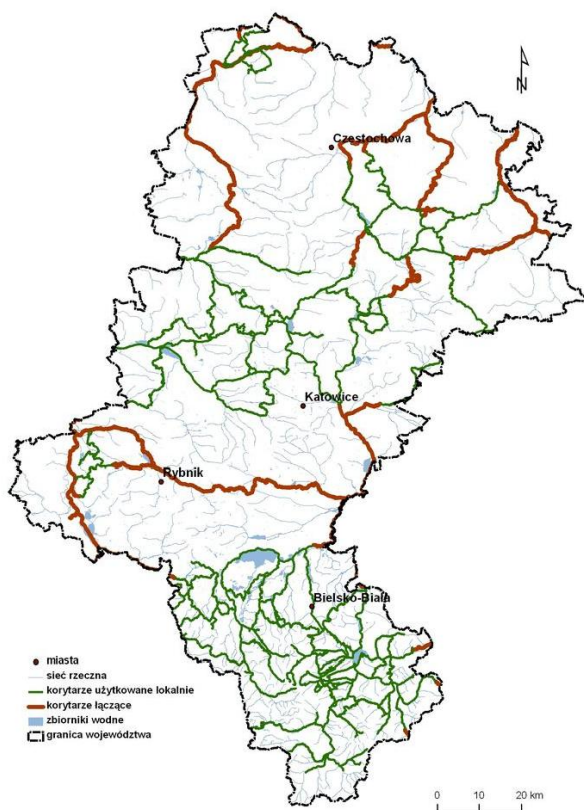 N
Częstochowa
Katowice
Rybnik
Bielsko-Biała
miasta
sieć rzeczna
korytarze użytkowane lokalnie
korytarze łączące
zbiorniki wodne
granica województwa
0 10 20 km